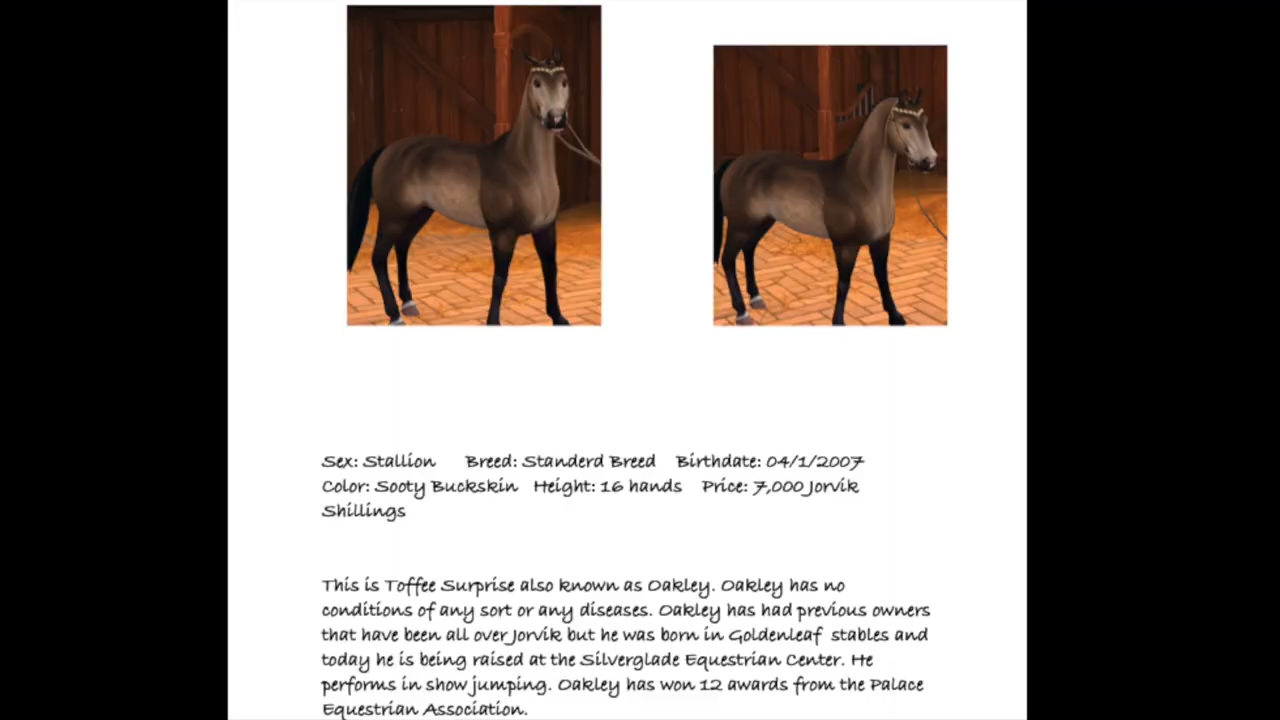 Sex: Stallion Breed: Standerd Breed Birthdate: 04/1/2007
Color: Sooty Buckskin Height: 16 hands Price: 7,000 Jorvik
Shillings
This is Toffee Surprise also known as Oakley. Oakley has no
conditions of any sort or any diseases. Oakley has had previous owners
that have been all over Jorvik but he was born in Goldenleaf stables and
today he is being raised at the Silverglade Equestrian Center. He
performs in show jumping. Oakley has won 12 awards from the Palace
Equestrian Association.